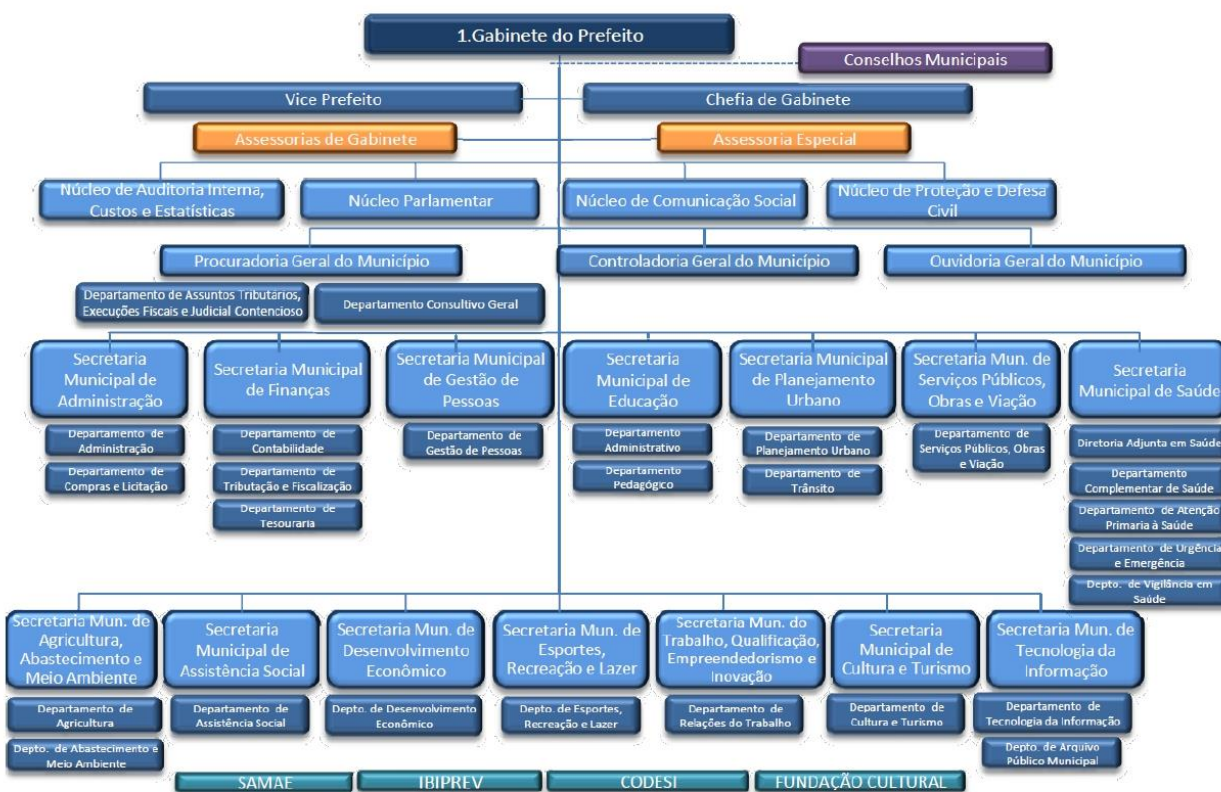 1.Gabinete do Prefeito
Conselhos Municipais
Vice Prefeito
Chefia de Gabinete
Assessorias de Gabinete
Assessoria Especial
Núcleo de Auditoria Interna,
Custos e Estatísticas
Núcleo Parlamentar
Núcleo de Comunicação Social
Núcleo de Proteção e Defesa
Civil
Procuradoria Geral do Município
Controladoria Geral do Município
Ouvidoria Geral do Município
Departamento de Assuntos Tributários,
Execuções Fiscais e Judicial Contencioso
Departamento Consultivo Geral
Secretaria
Municipal de
Administração
Departamento de
Administração
Departamento de
Compras e Licitação
Secretaria Municipal
de Finanças
Departamento de
Contabilidade
Departamento de
Tributação e Fiscalização
Departamento de
Tesouraria
Secretaria Municipal
de Gestão de
Pessoas
Departamento de
Gestão de Pessoas
Secretaria
Municipal de
Educação
Departamento
Administrativo
Departamento
Pedagógico
Secretaria Municipal
de Planejamento
Urbano
Departamento de
Planejamento Urbano
Departamento de
Trânsito
Secretaria Mun. de
Serviços Públicos,
Obras e Viação
Departamento de
Serviços Públicos, Obras
e Viação
Secretaria
Municipal de Saúde
Diretoria Adjunta em Saúde
Departamento
Complementar de Saúde
Departamento de Atenção
Primaria à Saúde
Departamento de Urgência
e Emergência
Depto. de Vigilância em
Saúde
Secretaria Mun. de
Agricultura,
Abastecimento e
Meio Ambiente
Departamento de
Agricultura
Depto. de Abastecimento e
Meio Ambiente
Secretaria
Municipal de
Assistência Social
Departamento de
Assistência Social
Secretaria Mun. de
Desenvolvimento
Econômico
Depto. de Desenvolvimento
Econômico
Secretaria Mun. de
Esportes,
Recreação e Lazer
Depto. de Esportes,
Recreação e Lazer
Secretaria Mun. do
Trabalho, Qualificação,
Empreendedorismo e
Inovação
Departamento de
Relações do Trabalho
Secretaria
Municipal de
Cultura e Turismo
Departamento de
Cultura e Turismo
Secretaria Mun. de
Tecnologia da
Informação
Departamento de
Tecnologia da Informação
Depto. de Arquivo
Público Municipal
SAMAE
IBIPREV
CODESI
FUNDAÇÃO CULTURAL